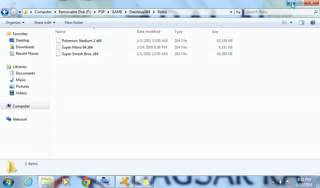 Computer ▸ Removable Disk (F:) ▸ PSP ▸ GAME ▸ ▸ Roms
Organize ▾ Share with ▾ New folder
Favorites
Desktop
Downloads
Recent Places
Libraries
Documents
Music
Pictures
Videos
Computer
Network
Name Date modified Type Size
Pokemon Stadium 2.z64 Z64 File
Super Mario 64.z64 Z64 File
Super Smash Bros..z64 Z64 File
3 items